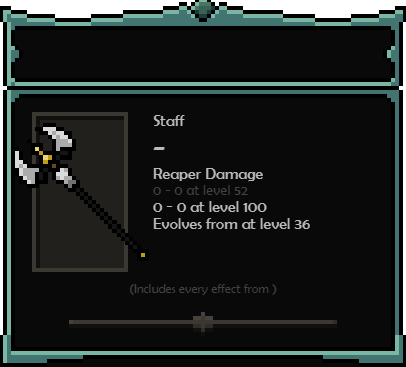 Staff
–
Reaper Damage
0 - 0 at level 52
0 - 0 at level 100
Evolves from at level 36
(Includes every effect from )